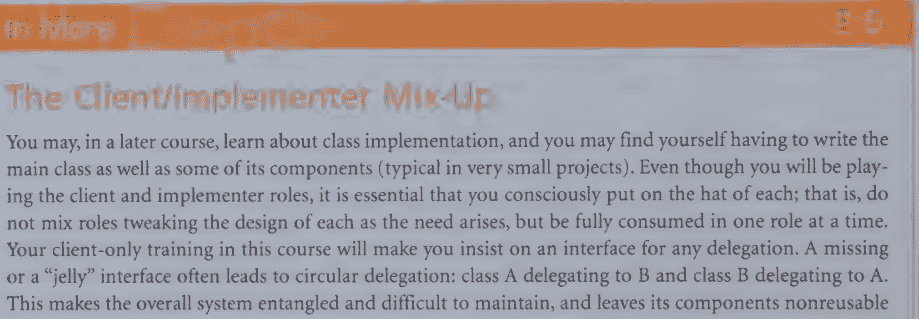 In More
The Client/Implementer Mix-Up
You may, in a later course, learn about class implementation, and you may find yourself having to write the
main class as well as some of its components (typical in very small projects). Even though you will be play-
ing the client and implementer roles, it is essential that you consciously put on the hat of each; that is, do
not mix roles tweaking the design of each as the need arises, but be fully consumed in one role at a time.
Your client-only training in this course will make you insist on an interface for any delegation. A missing
or a “jelly” interface often leads to circular delegation: class A delegating to B and class B delegating to A.
This makes the overall system entangled and difficult to maintain, and leaves its components nonreusable